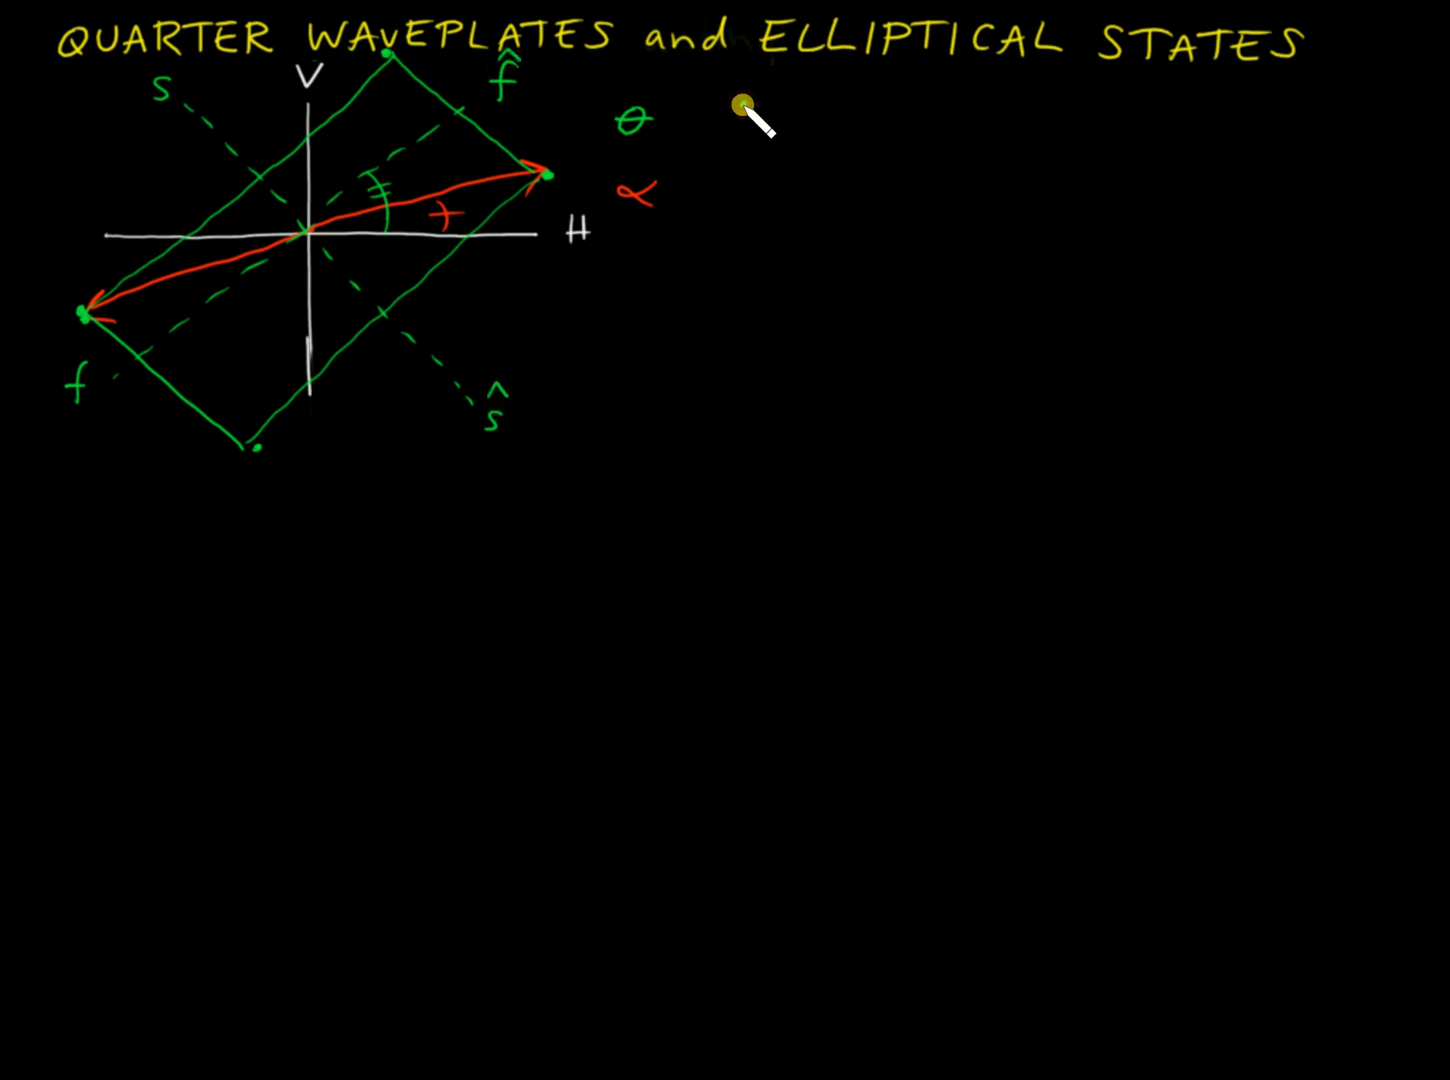 QUARTER WAVEPLATES and ELLIPTICAL STATES
V
s
f̂
θ
α
H
f
ŝ